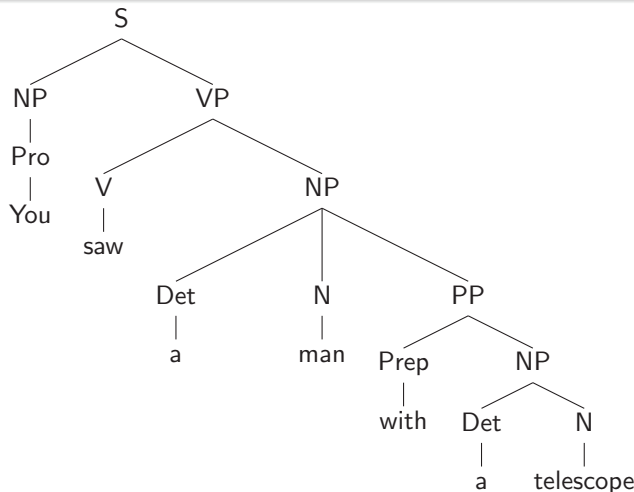 S
NP VP
Pro
V NP
You
saw
Det N PP
a man
Prep NP
with
Det N
a telescope